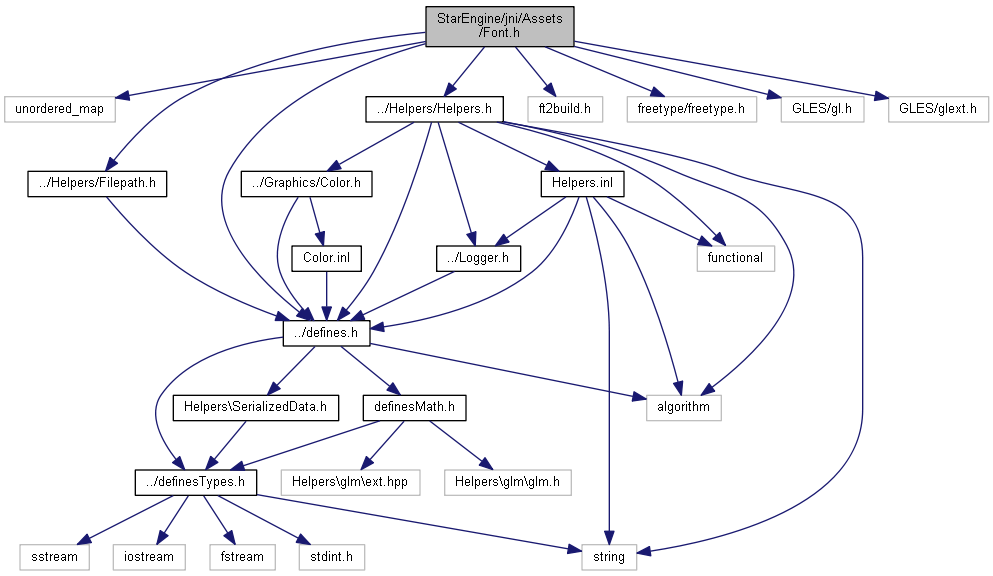 StarEngine/jni/Assets
/Font.h
unordered_map
../Helpers/Helpers.h
ft2build.h
freetype/freetype.h
GLES/gl.h
GLES/glext.h
../Helpers/Filepath.h
../Graphics/Color.h
Helpers.inl
Color.inl
../Logger.h
functional
../defines.h
Helpers\SerializedData.h
definesMath.h
algorithm
../definesTypes.h
Helpers\glm\ext.hpp
Helpers\glm\glm.h
sstream
iostream
fstream
stdint.h
string